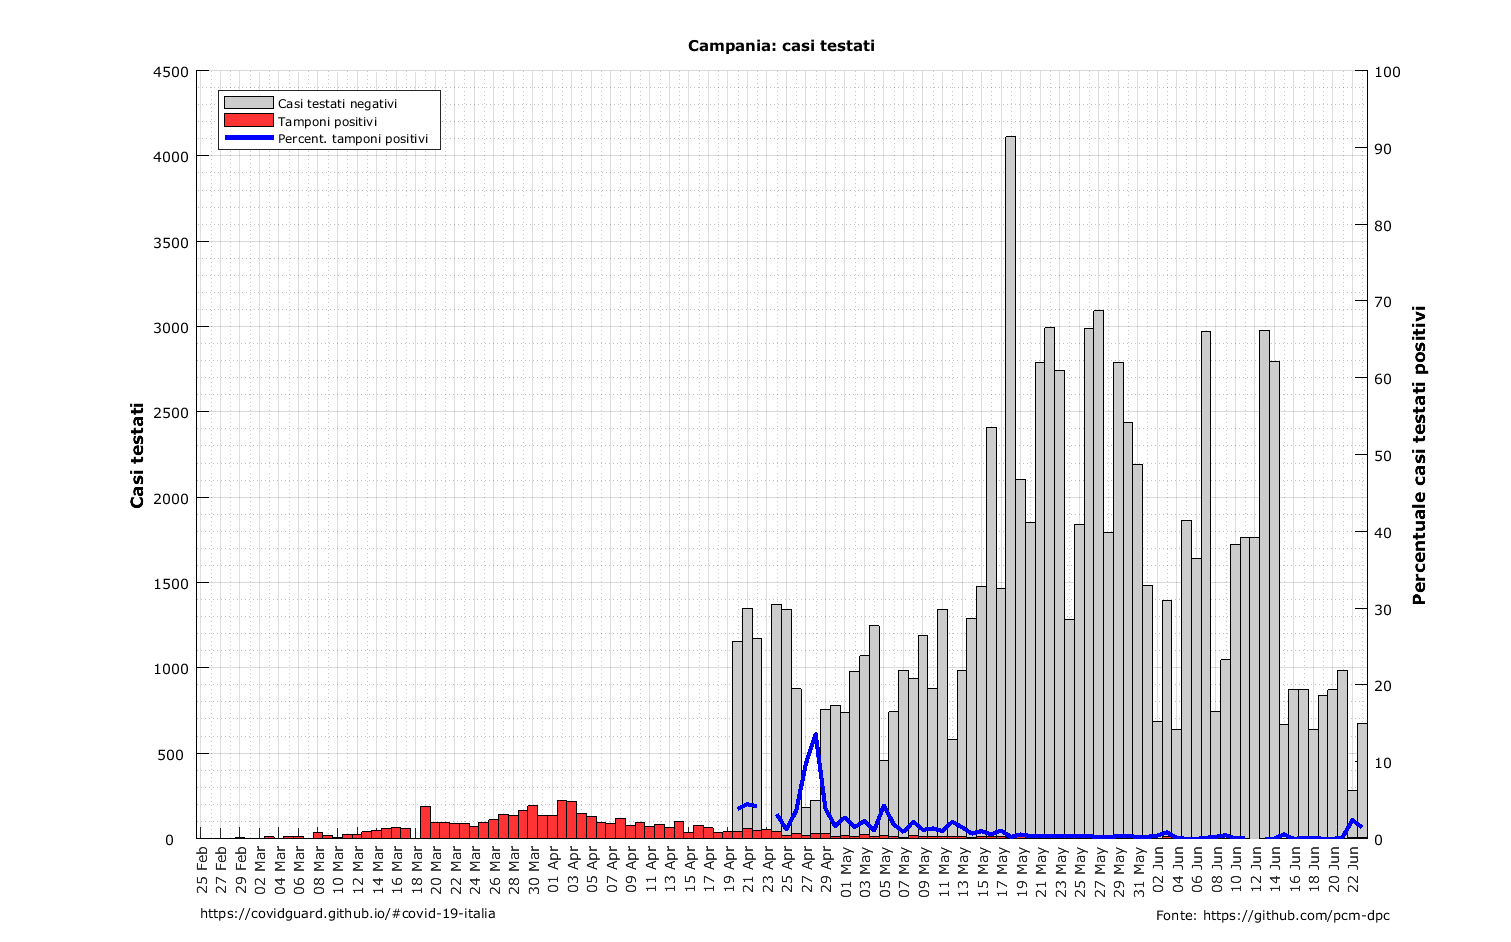 Campania: casi testati
Casi testati negativi
Tamponi positivi
Percent. tamponi positivi
Casi testati
4500
4000
3500
3000
2500
2000
1500
1000
500
0
100
90
80
70
60
50
40
30
20
10
0
Percentuale casi testati positivi
25 Feb
27 Feb
29 Feb
02 Mar
04 Mar
06 Mar
08 Mar
10 Mar
12 Mar
14 Mar
16 Mar
18 Mar
20 Mar
22 Mar
24 Mar
26 Mar
28 Mar
30 Mar
01 Apr
03 Apr
05 Apr
07 Apr
09 Apr
11 Apr
13 Apr
15 Apr
17 Apr
19 Apr
21 Apr
23 Apr
25 Apr
27 Apr
29 Apr
01 May
03 May
05 May
07 May
09 May
11 May
13 May
15 May
17 May
19 May
21 May
23 May
25 May
27 May
29 May
31 May
02 Jun
04 Jun
06 Jun
08 Jun
10 Jun
12 Jun
14 Jun
16 Jun
18 Jun
20 Jun
22 Jun
https://covidguard.github.io/#covid-19-italia
Fonte: https://github.com/pcm-dpc